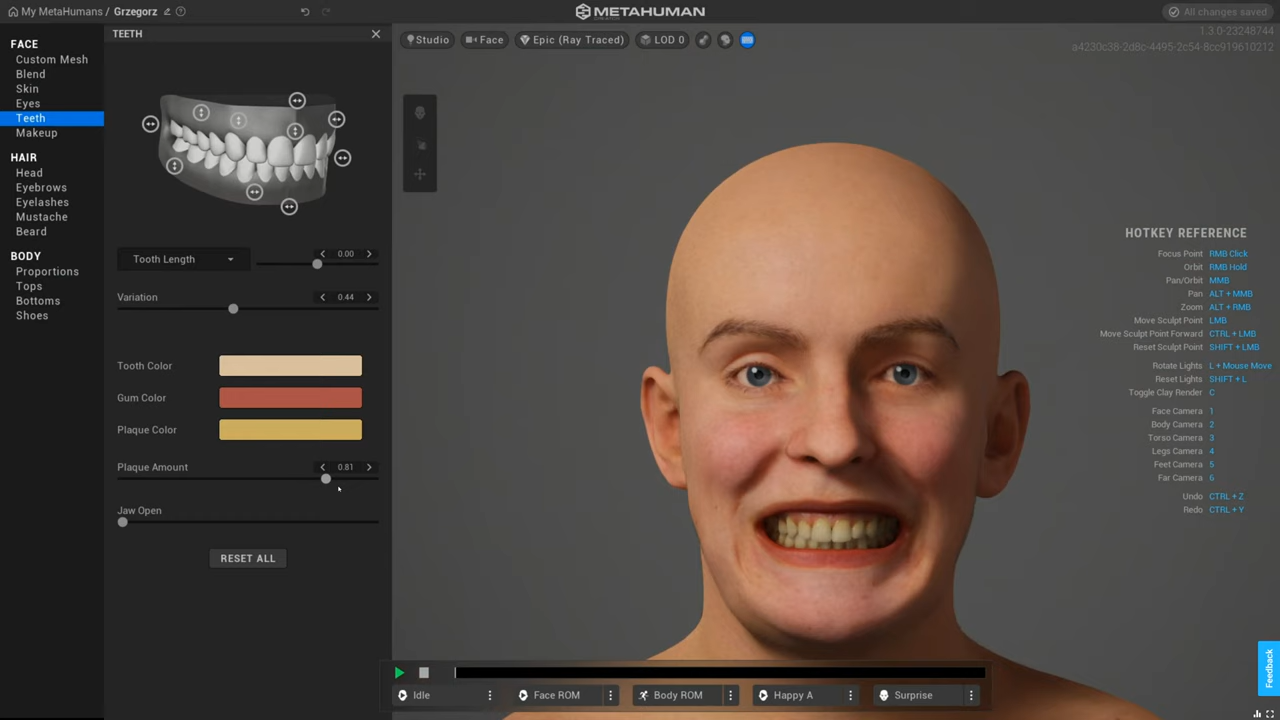 My MetaHumans / Grzegorz
METAHUMAN
All changes saved
1.3.0-23248744
a4230c38-2d8c-4495-2c54-8cc919610212
FACE
Custom Mesh
Blend
Skin
Eyes
Teeth
Makeup
HAIR
Head
Eyebrows
Eyelashes
Mustache
Beard
BODY
Proportions
Tops
Bottoms
Shoes
TEETH
Tooth Length 0.00
Variation 0.44
Tooth Color
Gum Color
Plaque Color
Plaque Amount 0.81
Jaw Open
RESET ALL
Studio Face Epic (Ray Traced) LOD 0
HOTKEY REFERENCE
Focus Point RMB Click
Orbit RMB Hold
Pan/Orbit MMB
Pan ALT + MMB
Zoom ALT + RMB
Move Sculpt Point LMB
Move Sculpt Point Forward CTRL + LMB
Reset Sculpt Point SHIFT + LMB
Rotate Lights L + Mouse Move
Reset Lights SHIFT + L
Toggle Clay Render C
Face Camera 1
Body Camera 2
Torso Camera 3
Legs Camera 4
Feet Camera 5
Far Camera 6
Undo CTRL + Z
Redo CTRL + Y
Feedback
Idle Face ROM Body ROM Happy A Surprise